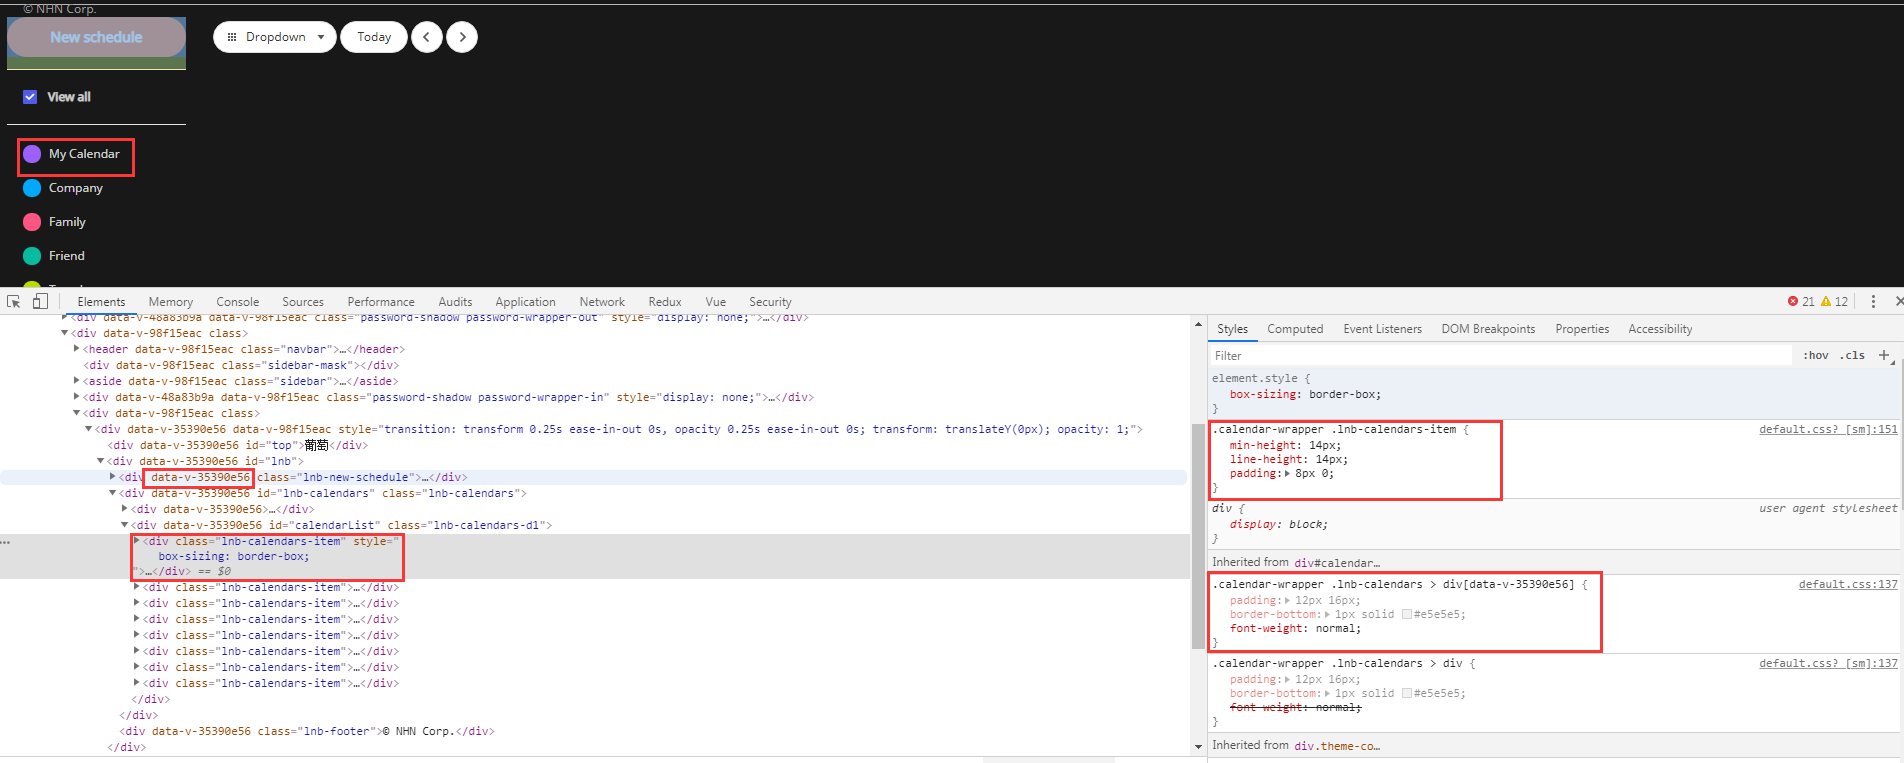 © NHN Corp.
New schedule
Dropdown
Today
View all
My Calendar
Company
Family
Friend
Elements Memory Console Sources Performance Audits Application Network Redux Vue Security
21 12
<div data-v-48a83b9a data-v-98f15eac class="password-shadow password-wrapper-out" style="display: none;">…</div>
<div data-v-98f15eac class>
<header data-v-98f15eac class="navbar">…</header>
<div data-v-98f15eac class="sidebar-mask"></div>
<aside data-v-98f15eac class="sidebar">…</aside>
<div data-v-48a83b9a data-v-98f15eac class="password-shadow password-wrapper-in" style="display: none;">…</div>
<div data-v-98f15eac class>
<div data-v-35390e56 data-v-98f15eac style="transition: transform 0.25s ease-in-out 0s, opacity 0.25s ease-in-out 0s; transform: translateY(0px); opacity: 1;">
<div data-v-35390e56 id="top">葡萄</div>
<div data-v-35390e56 id="lnb">
<div data-v-35390e56 class="lnb-new-schedule">…</div>
<div data-v-35390e56 id="lnb-calendars" class="lnb-calendars">
<div data-v-35390e56>…</div>
<div data-v-35390e56 id="calendarList" class="lnb-calendars-d1">
… <div class="lnb-calendars-item" style="
box-sizing: border-box;
">…</div> == $0
<div class="lnb-calendars-item">…</div>
<div class="lnb-calendars-item">…</div>
<div class="lnb-calendars-item">…</div>
<div class="lnb-calendars-item">…</div>
<div class="lnb-calendars-item">…</div>
<div class="lnb-calendars-item">…</div>
<div class="lnb-calendars-item">…</div>
</div>
</div>
<div data-v-35390e56 class="lnb-footer">© NHN Corp.</div>
</div>
Styles Computed Event Listeners DOM Breakpoints Properties Accessibility
Filter :hov .cls +
element.style {
box-sizing: border-box;
}
.calendar-wrapper .lnb-calendars-item { default.css? [sm]:151
min-height: 14px;
line-height: 14px;
padding: 8px 0;
}
div { user agent stylesheet
display: block;
}
Inherited from div#calendar…
.calendar-wrapper .lnb-calendars > div[data-v-35390e56] { default.css:137
padding: 12px 16px;
border-bottom: 1px solid #e5e5e5;
font-weight: normal;
}
.calendar-wrapper .lnb-calendars > div { default.css? [sm]:137
padding: 12px 16px;
border-bottom: 1px solid #e5e5e5;
font-weight: normal;
}
Inherited from div.theme-co…